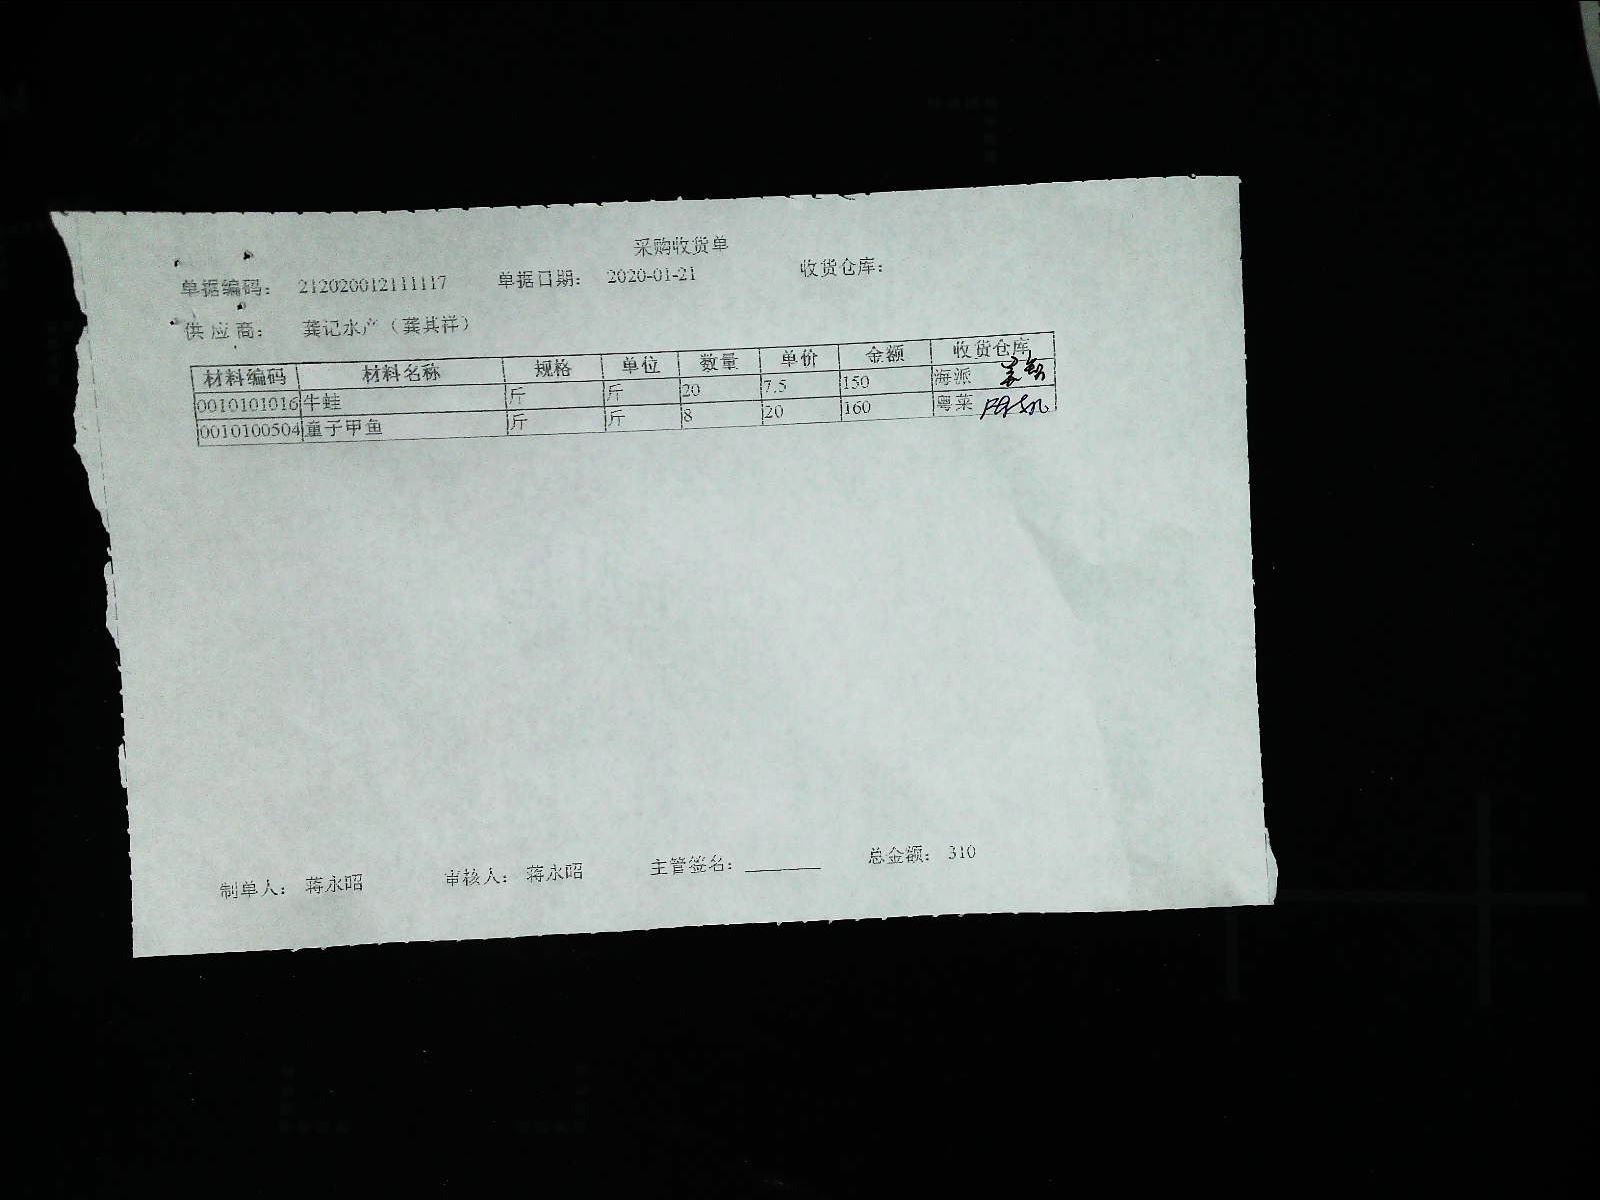 采购收货单
单据编码: 212020012111117 单据日期: 2020-01-21 收货仓库:
供应商: 龚记水产(龚其祥)
材料编码 材料名称 规格 单位 数量 单价 金额 收货仓库
0010101016 牛蛙 斤 斤 20 7.5 150 海派
0010100504 童子甲鱼 斤 斤 8 20 160 粤菜
制单人: 蒋永昭 审核人: 蒋永昭 主管签名: ______ 总金额: 310